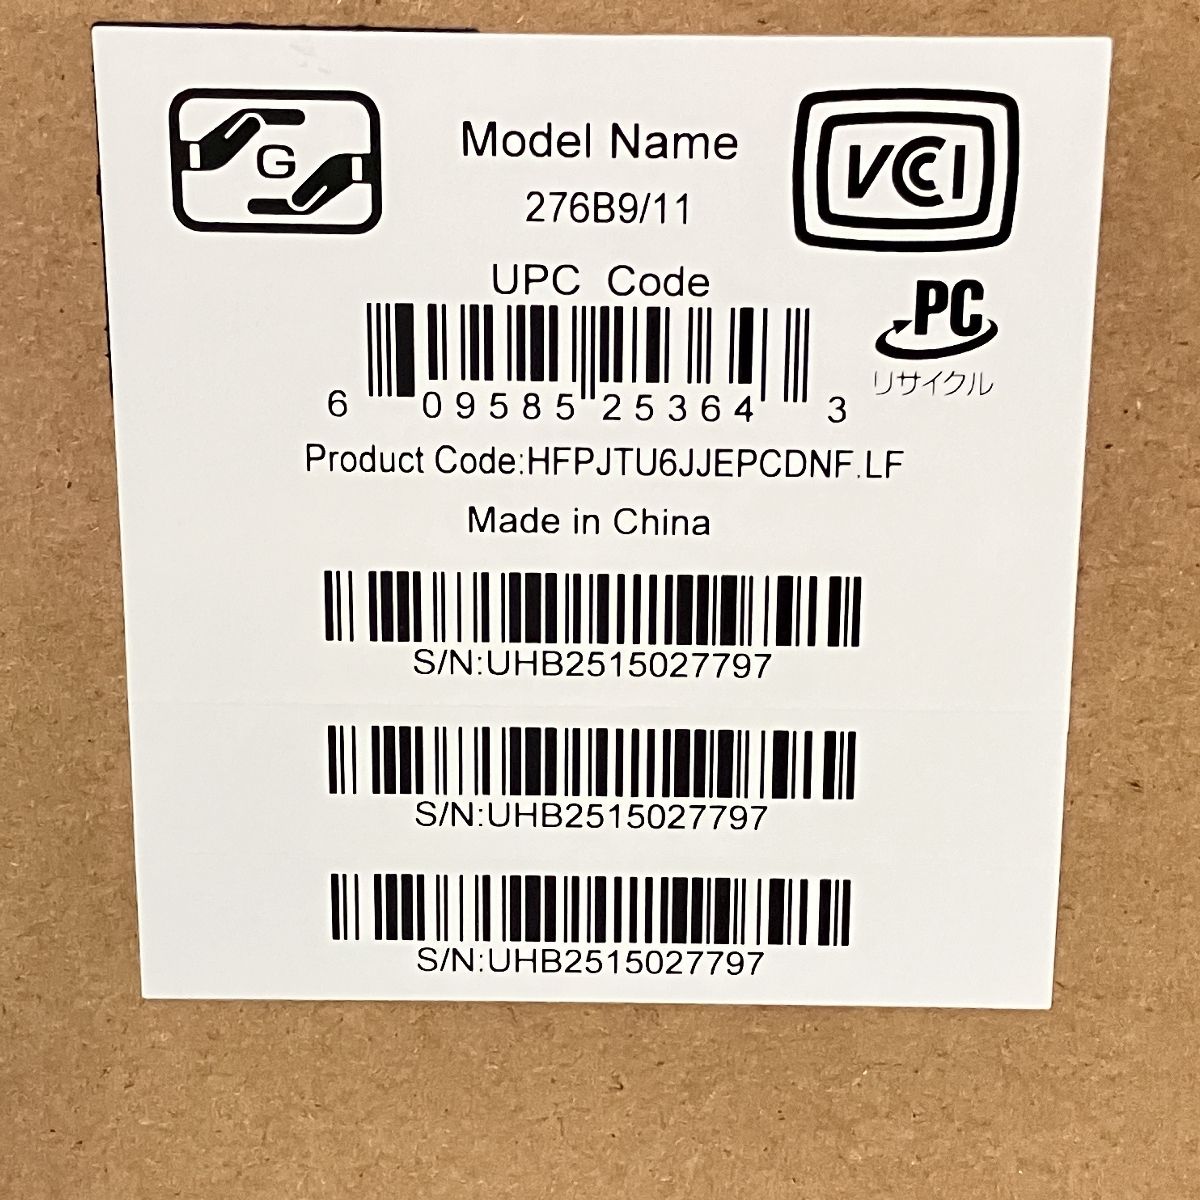 G
Model Name
VCCI
276B9/11
UPC Code
PC
リサイクル
6 09585 25364 3
Product Code:HFPJTU6JJEPCDNF.LF
Made in China
S/N:UHB2515027797
S/N:UHB2515027797
S/N:UHB2515027797